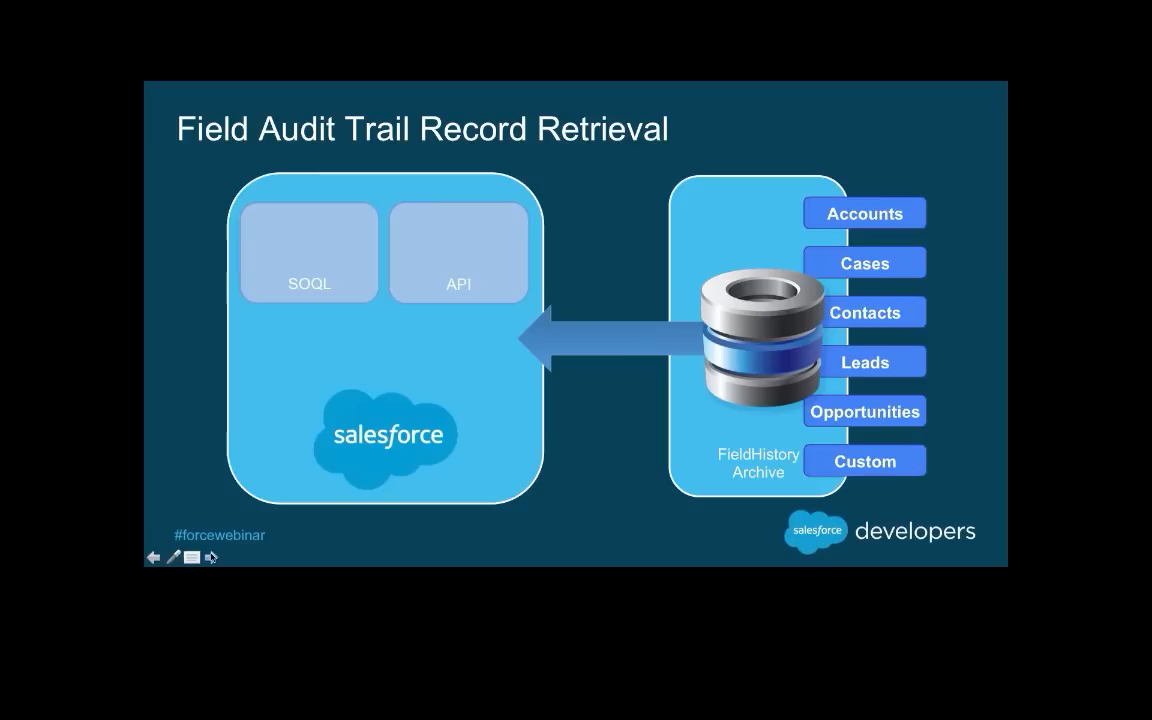 Field Audit Trail Record Retrieval
SOQL
API
salesforce
Accounts
Cases
Contacts
Leads
Opportunities
Custom
FieldHistory
Archive
#forcewebinar
salesforce developers